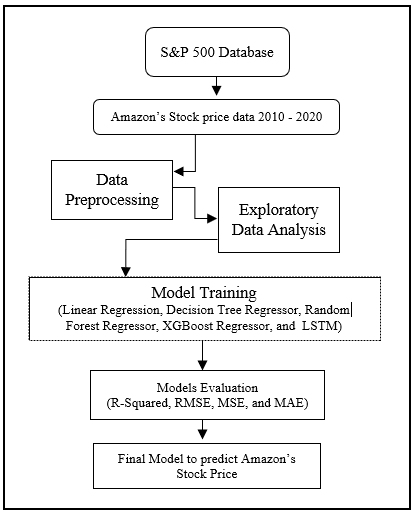 S&P 500 Database
Amazon's Stock price data 2010 - 2020
Data
Preprocessing
Exploratory
Data Analysis
Model Training
(Linear Regression, Decision Tree Regressor, Random
Forest Regressor, XGBoost Regressor, and LSTM)
Models Evaluation
(R-Squared, RMSE, MSE, and MAE)
Final Model to predict Amazon's
Stock Price